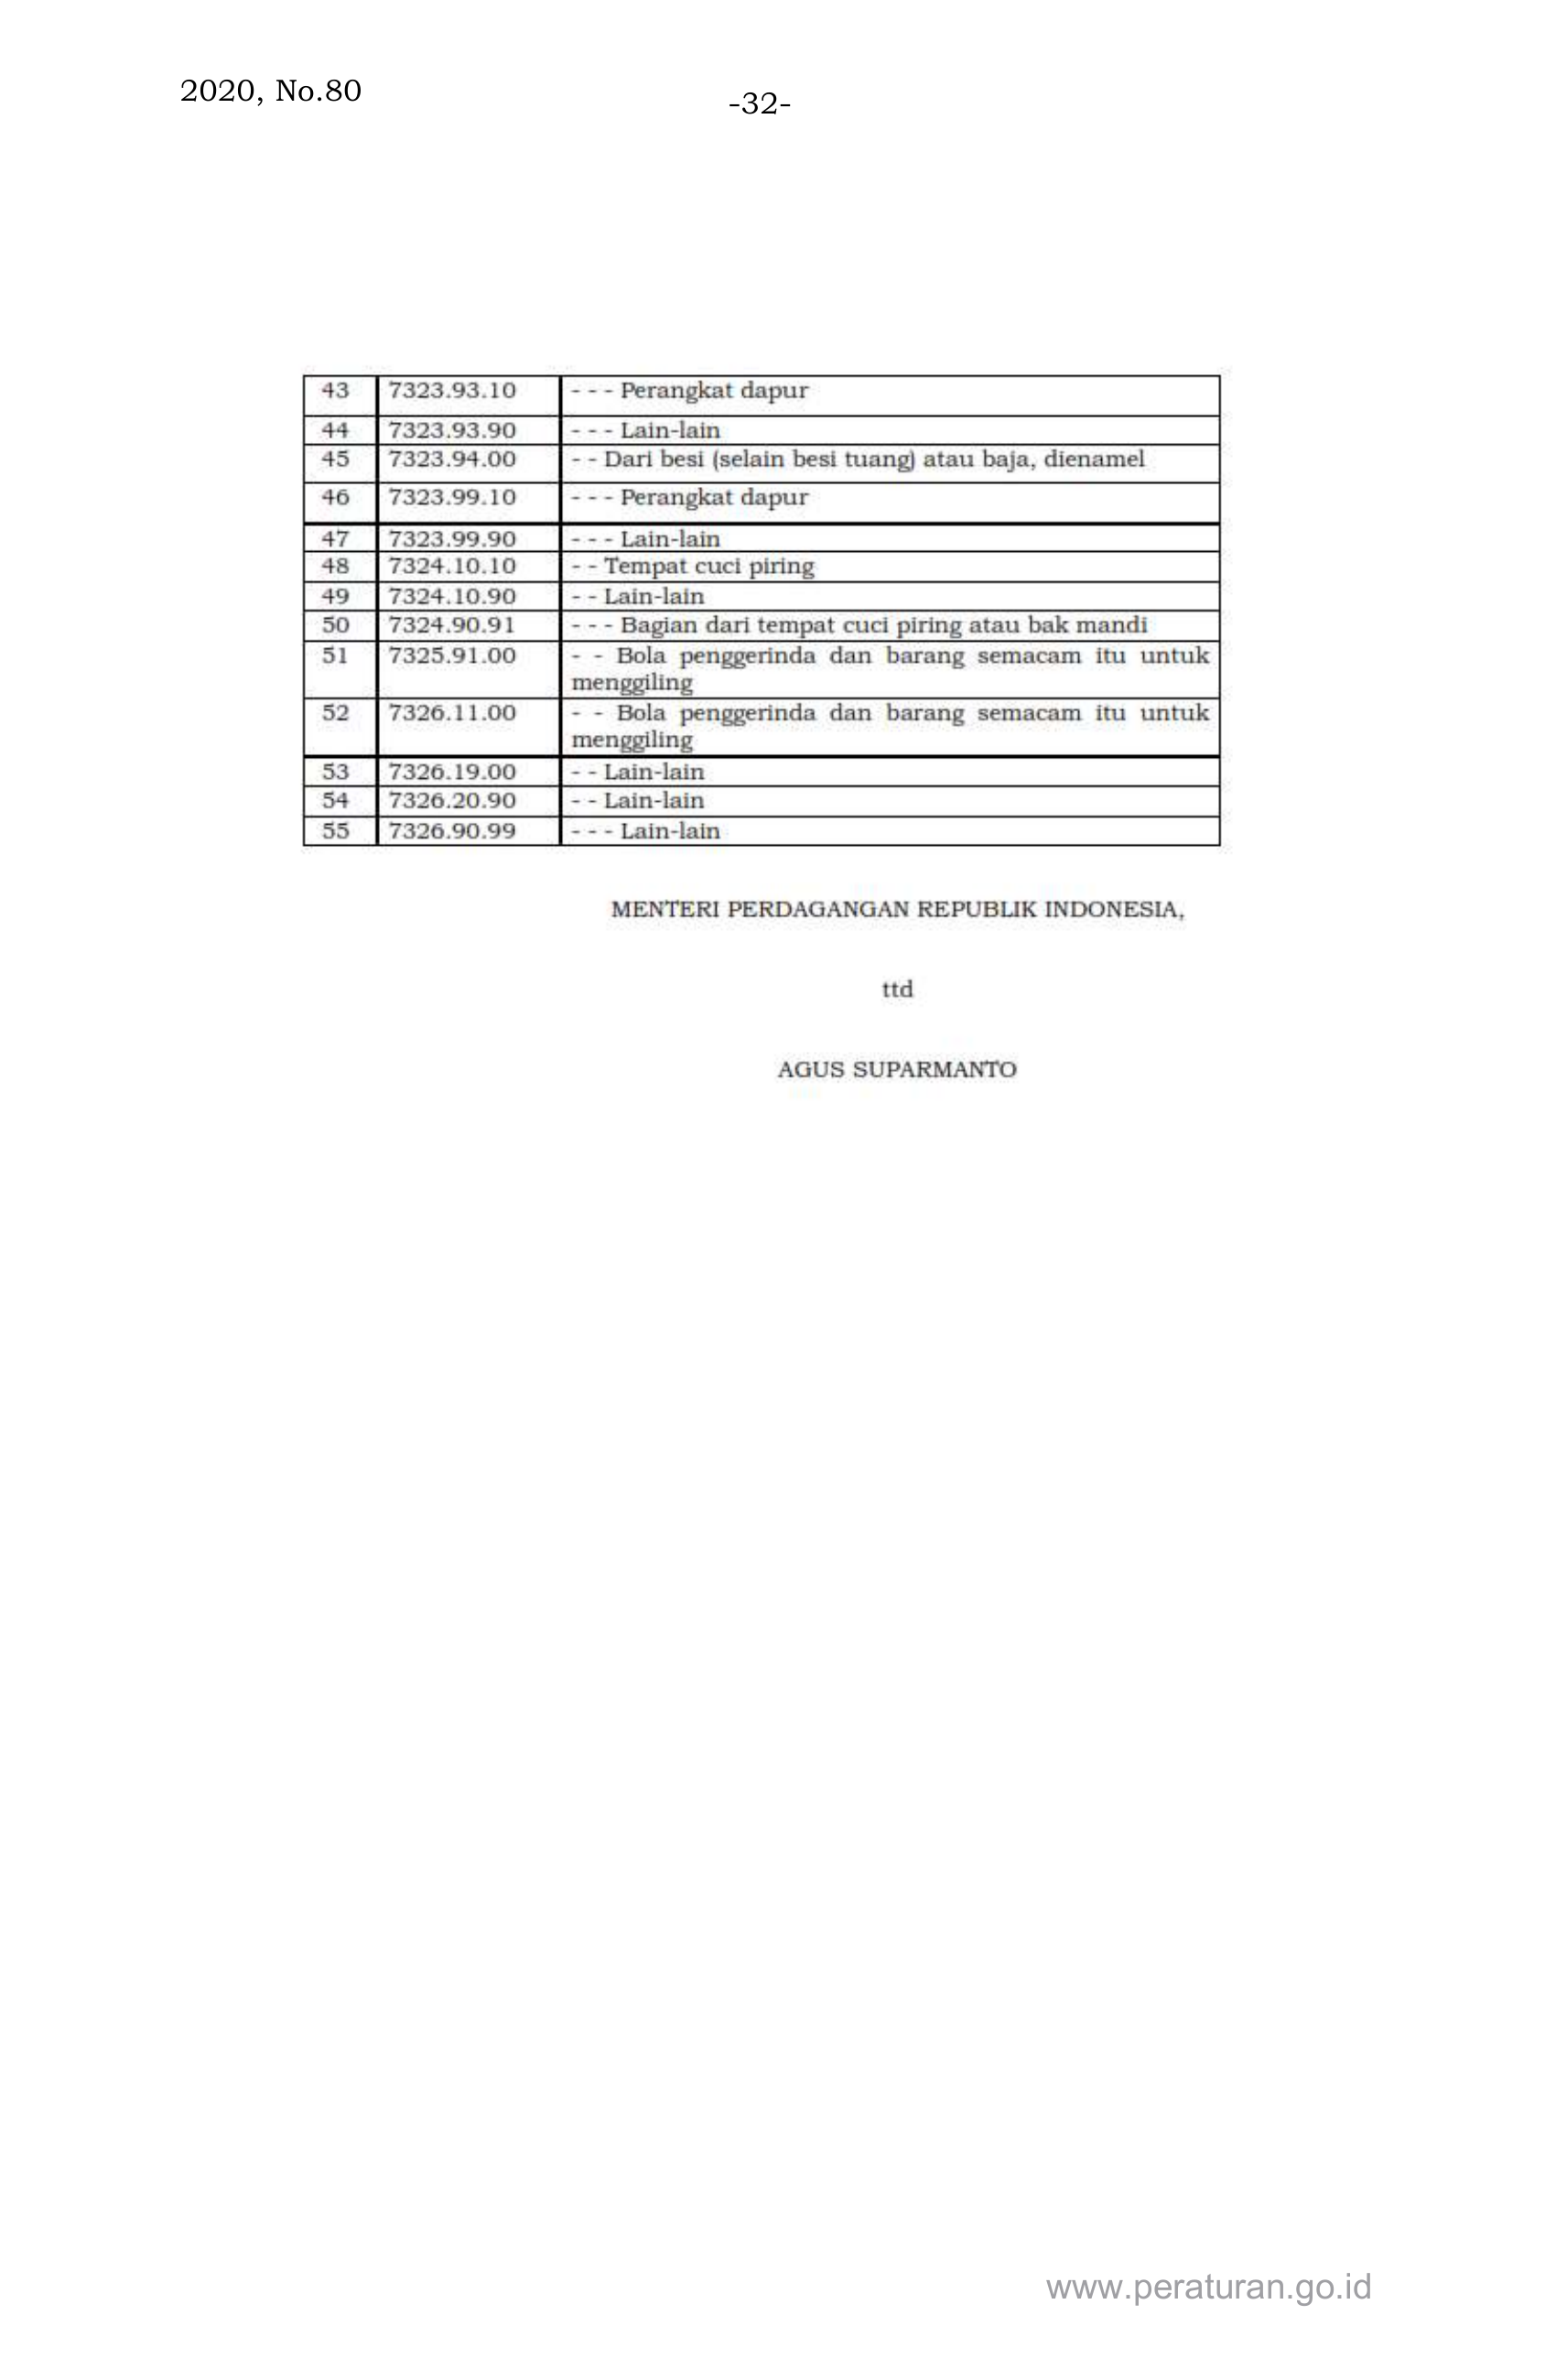 2020, No.80
-32-
43 7323.93.10 - - - Perangkat dapur
44 7323.93.90 - - - Lain-lain
45 7323.94.00 - - Dari besi (selain besi tuang) atau baja, dienamel
46 7323.99.10 - - - Perangkat dapur
47 7323.99.90 - - - Lain-lain
48 7324.10.10 - - Tempat cuci piring
49 7324.10.90 - - Lain-lain
50 7324.90.91 - - - Bagian dari tempat cuci piring atau bak mandi
51 7325.91.00 - - Bola penggerinda dan barang semacam itu untuk
menggiling
52 7326.11.00 - - Bola penggerinda dan barang semacam itu untuk
menggiling
53 7326.19.00 - - Lain-lain
54 7326.20.90 - - Lain-lain
55 7326.90.99 - - - Lain-lain
MENTERI PERDAGANGAN REPUBLIK INDONESIA,
ttd
AGUS SUPARMANTO
www.peraturan.go.id